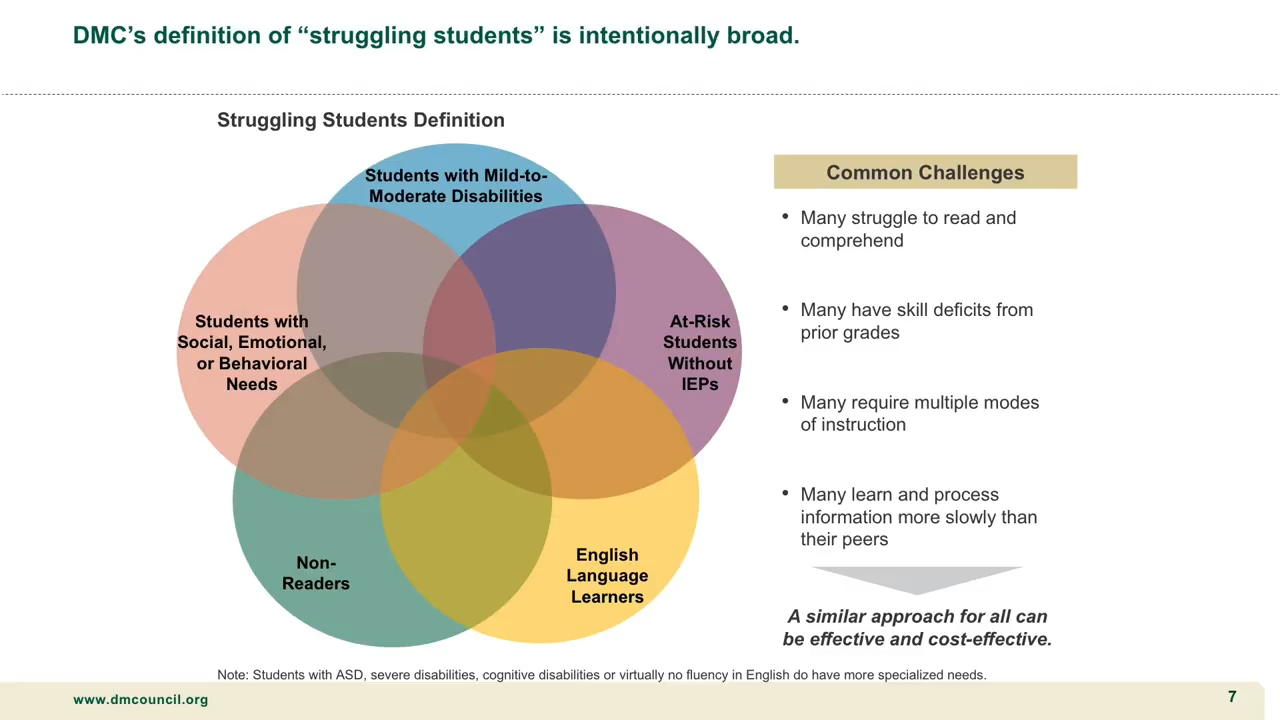 DMC’s definition of “struggling students” is intentionally broad.
Struggling Students Definition
Students with Mild-to-
Moderate Disabilities
Students with
Social, Emotional,
or Behavioral
Needs
At-Risk
Students
Without
IEPs
Non-
Readers
English
Language
Learners
Common Challenges
• Many struggle to read and
comprehend
• Many have skill deficits from
prior grades
• Many require multiple modes
of instruction
• Many learn and process
information more slowly than
their peers
A similar approach for all can
be effective and cost-effective.
Note: Students with ASD, severe disabilities, cognitive disabilities or virtually no fluency in English do have more specialized needs.
www.dmcouncil.org
7